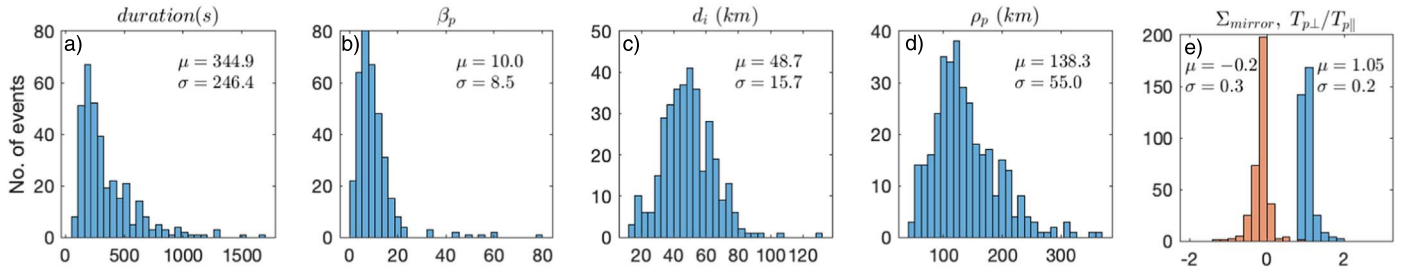 duration(s)
a)
μ = 344.9
σ = 246.4
No. of events
80
60
40
20
0
0 500 1000 1500
β_p
b)
μ = 10.0
σ = 8.5
80
60
40
20
0
0 20 40 60 80
d_i (km)
c)
μ = 48.7
σ = 15.7
50
40
30
20
10
0
20 40 60 80 100 120
ρ_p (km)
d)
μ = 138.3
σ = 55.0
40
30
20
10
0
100 200 300
Σ_mirror, T_p⊥/T_p∥
e)
μ = −0.2 μ = 1.05
σ = 0.3 σ = 0.2
200
150
100
50
0
-2 0 2